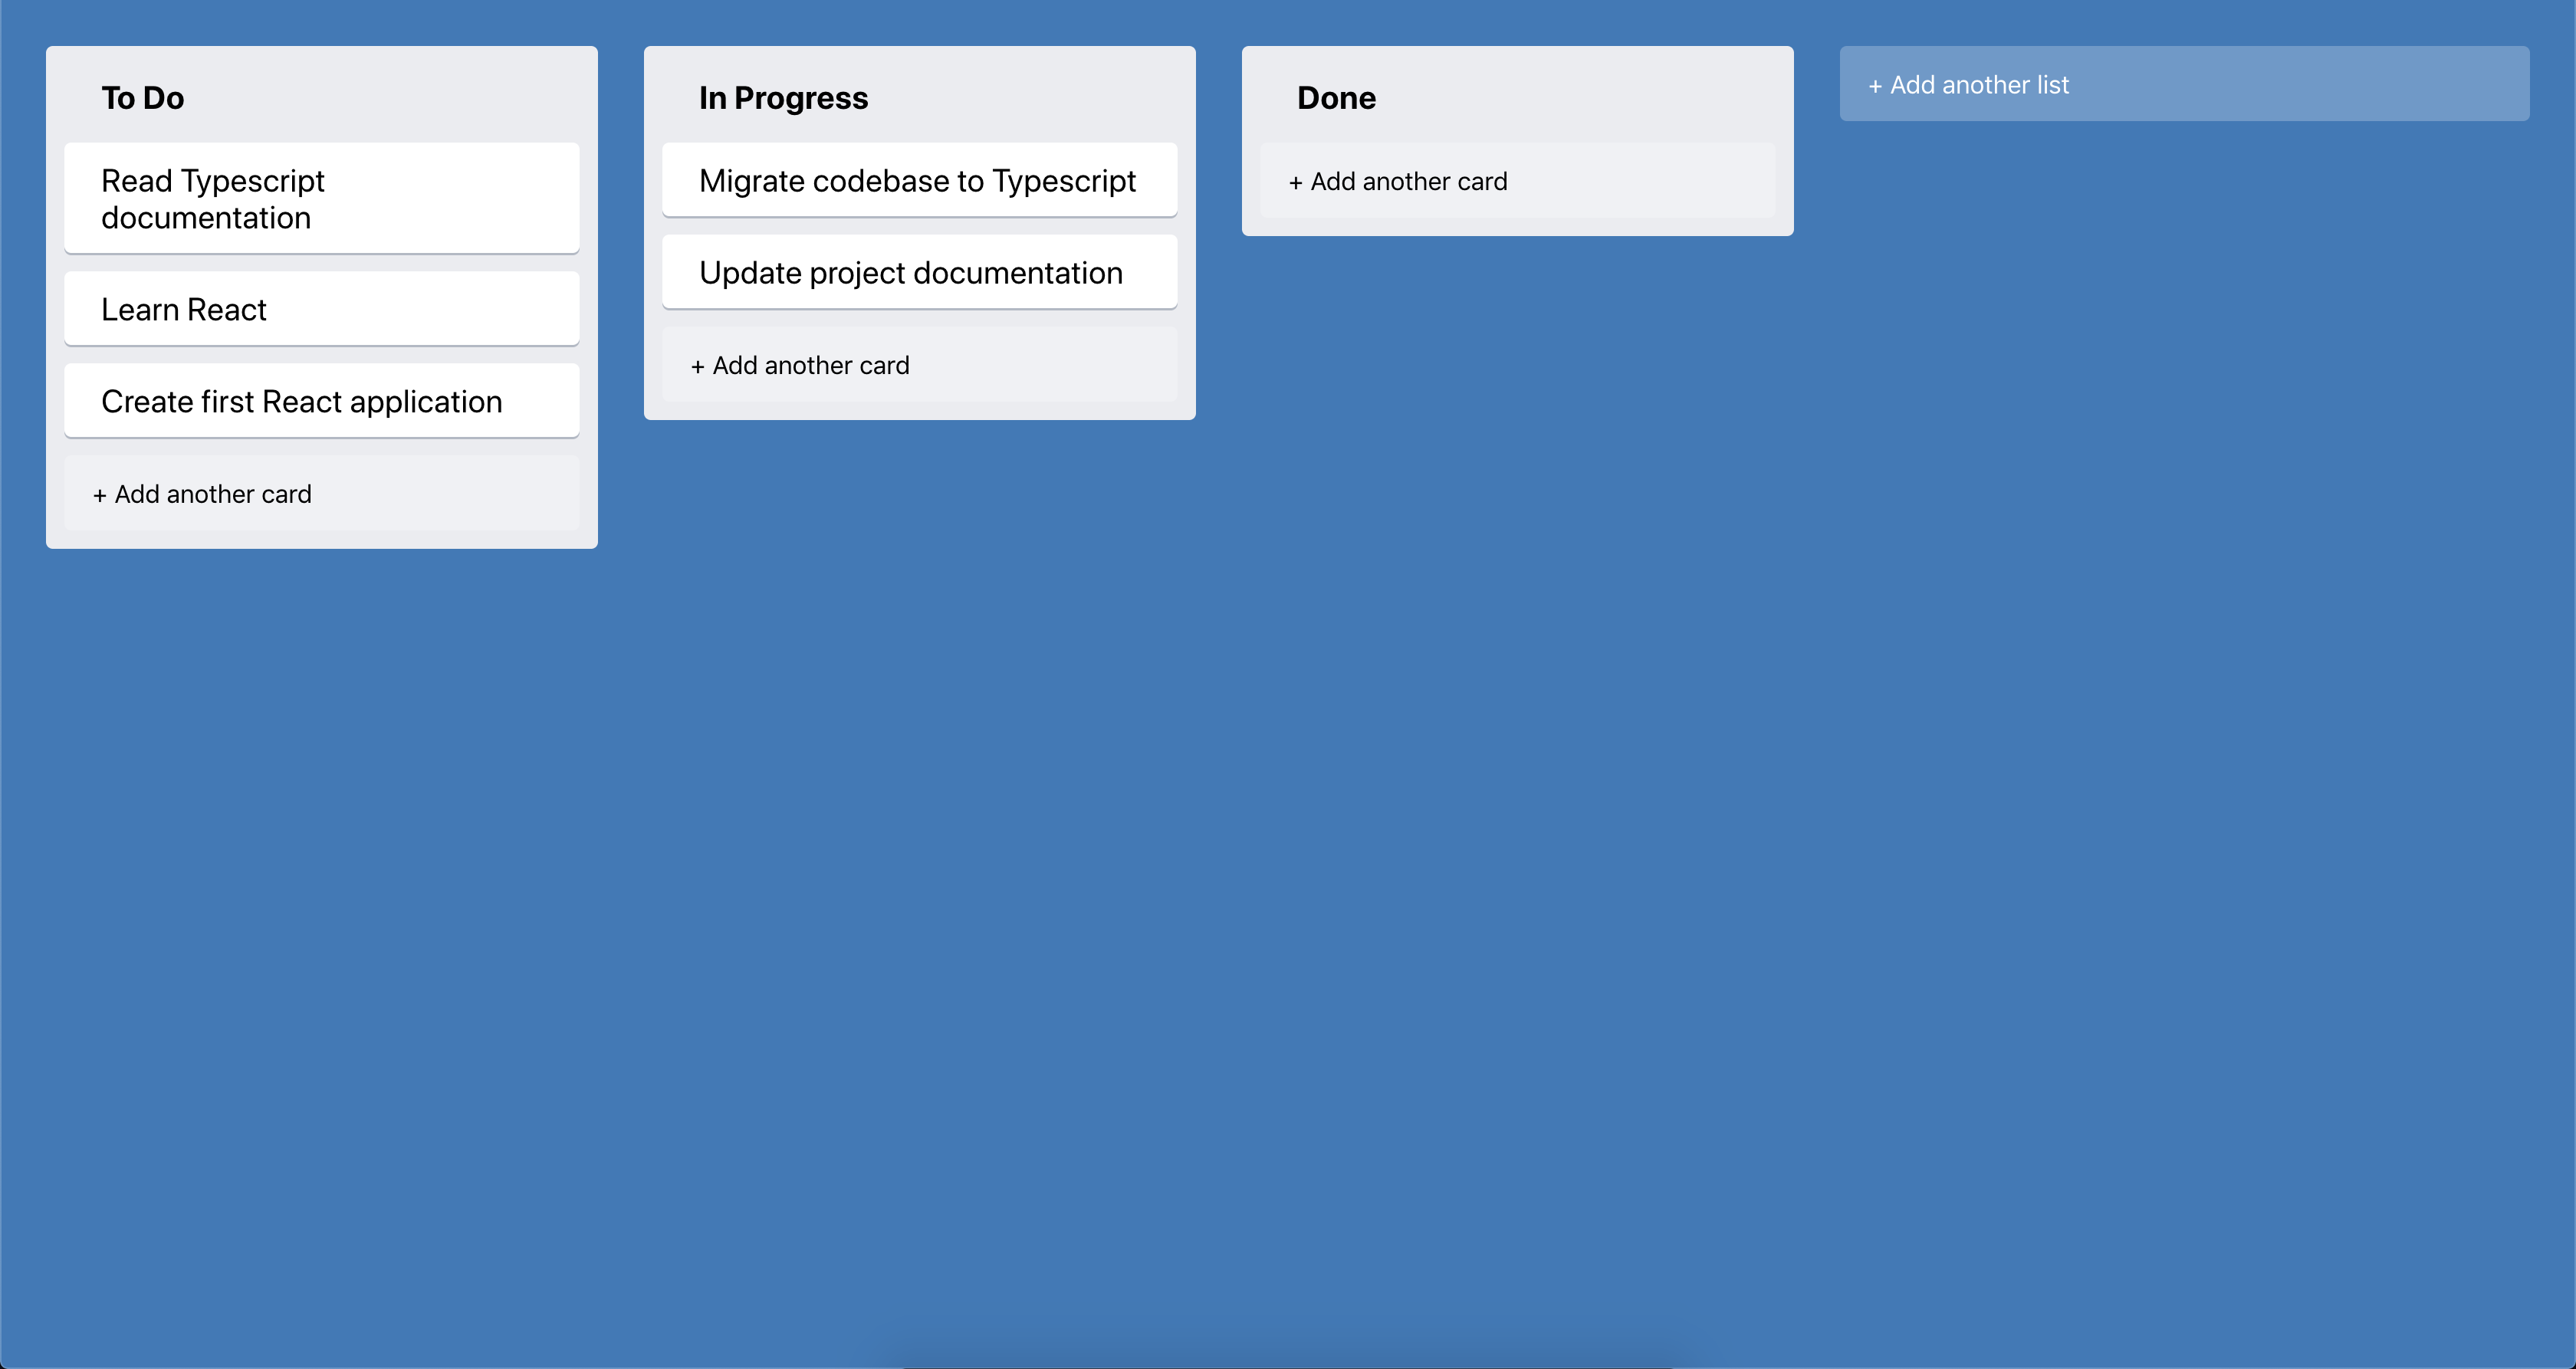 To Do
Read Typescript
documentation
Learn React
Create first React application
+ Add another card
In Progress
Migrate codebase to Typescript
Update project documentation
+ Add another card
Done
+ Add another card
+ Add another list